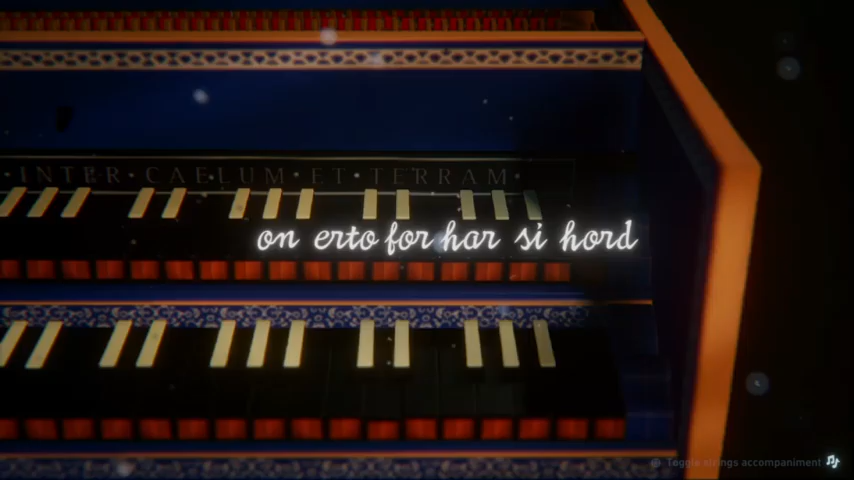 INTER·CAELUM·ET·TERRAM·
on erto for har si hord
Toggle strings accompaniment